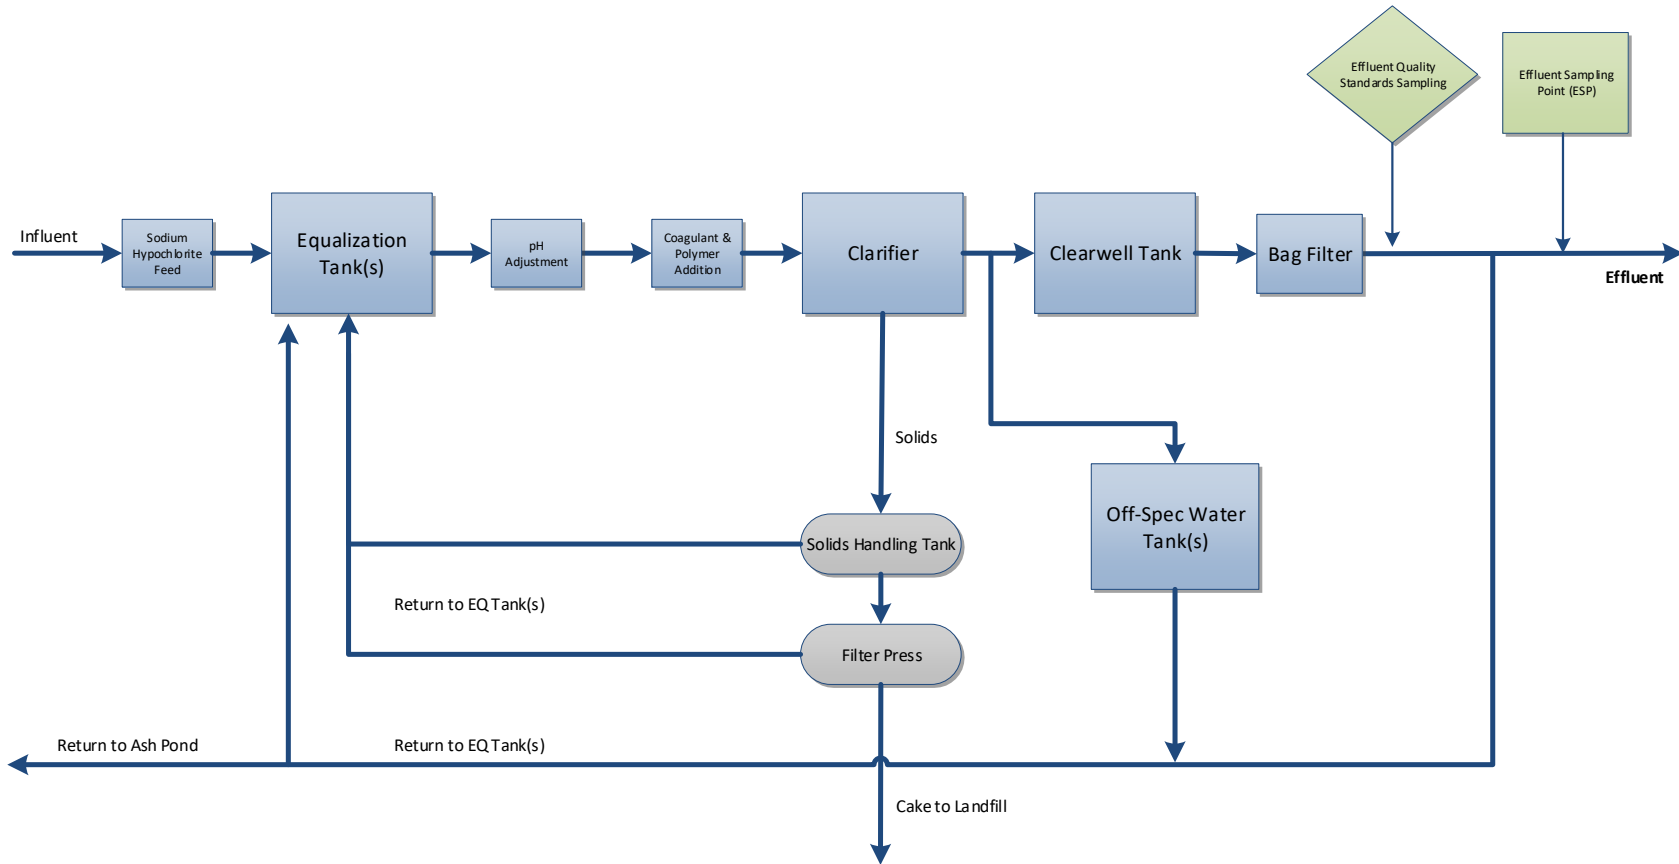 Effluent Quality
Standards Sampling
Effluent Sampling
Point (ESP)
Influent
Sodium
Hypochlorite
Feed
Equalization
Tank(s)
pH
Adjustment
Coagulant &
Polymer
Addition
Clarifier
Clearwell Tank
Bag Filter
Effluent
Solids
Off-Spec Water
Tank(s)
Solids Handling Tank
Return to EQ Tank(s)
Filter Press
Return to Ash Pond
Return to EQ Tank(s)
Cake to Landfill